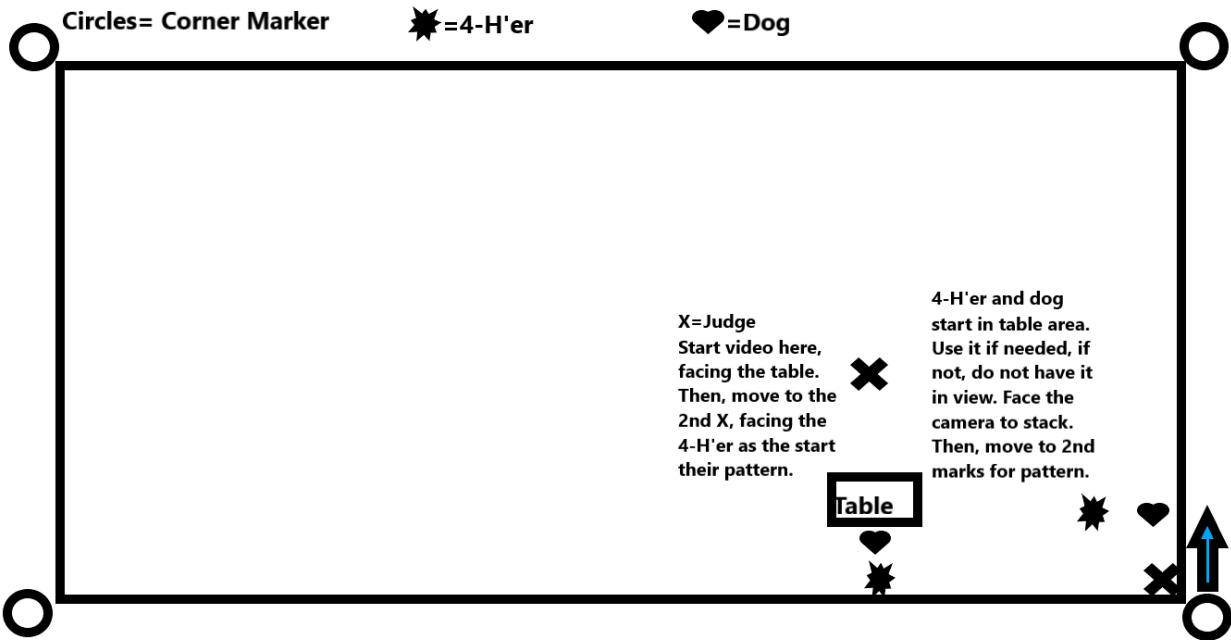 Circles= Corner Marker
=4-H'er
=Dog
X=Judge
Start video here,
facing the table.
Then, move to the
2nd X, facing the
4-H'er as the start
their pattern.
4-H'er and dog
start in table area.
Use it if needed, if
not, do not have it
in view. Face the
camera to stack.
Then, move to 2nd
marks for pattern.
Table